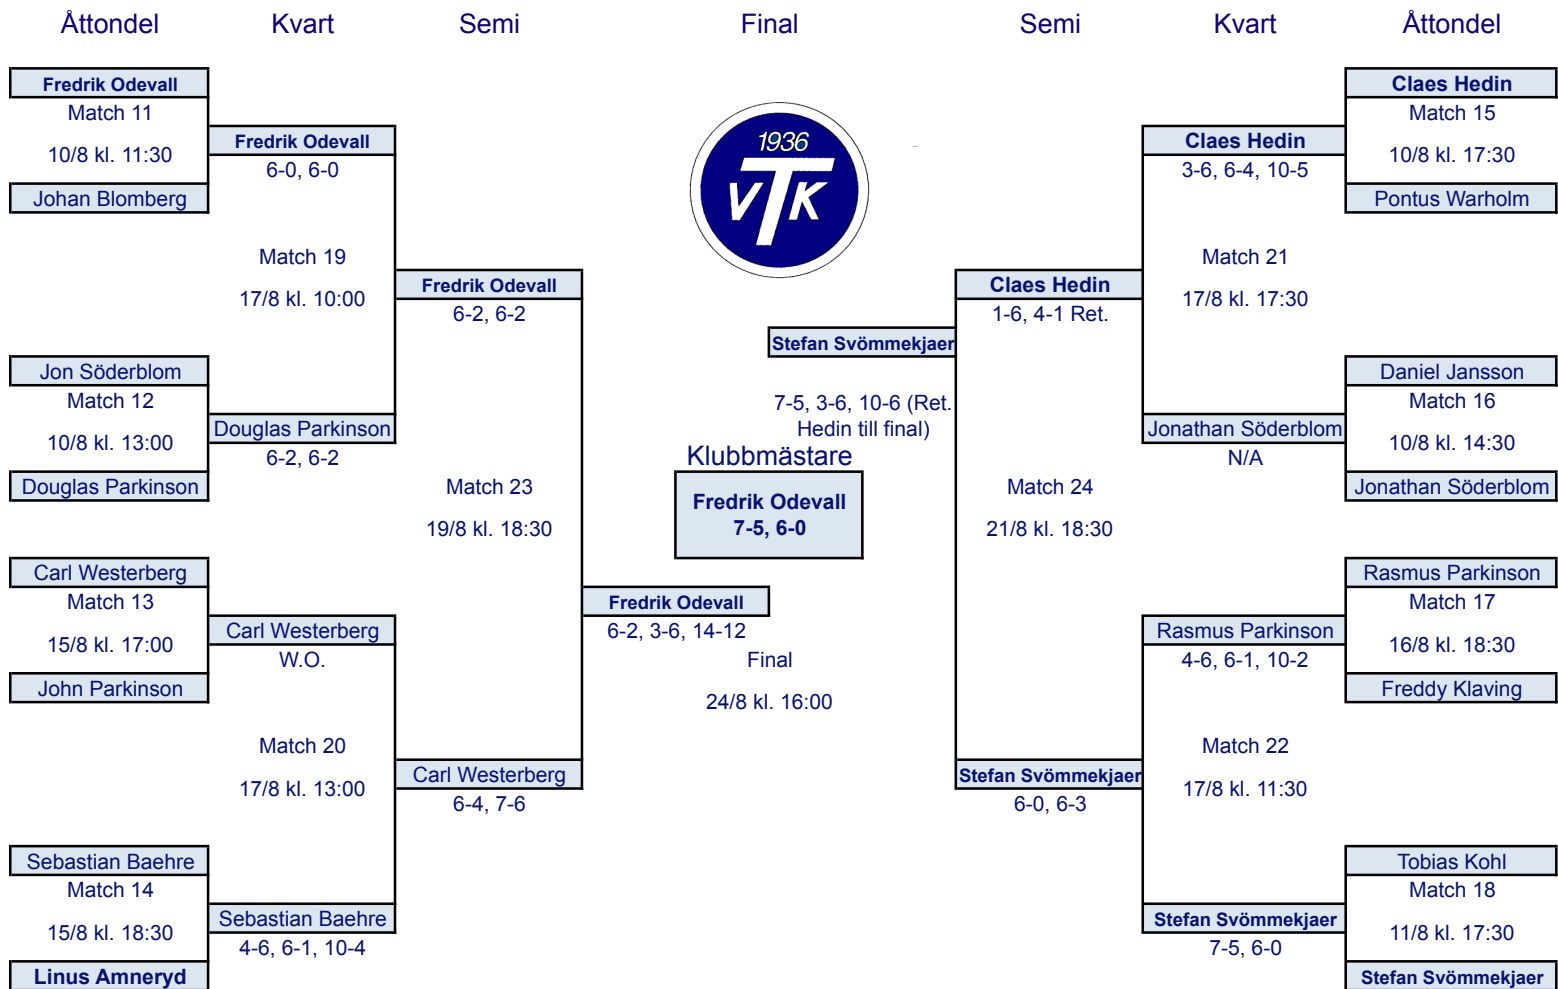 Åttondel Kvart Semi Final Semi Kvart Åttondel
Fredrik Odevall
Match 11
10/8 kl. 11:30
Johan Blomberg
Fredrik Odevall
6-0, 6-0
Match 19
17/8 kl. 10:00
Jon Söderblom
Match 12
10/8 kl. 13:00
Douglas Parkinson
Douglas Parkinson
6-2, 6-2
Fredrik Odevall
6-2, 6-2
Match 23
19/8 kl. 18:30
Carl Westerberg
Match 13
15/8 kl. 17:00
John Parkinson
Carl Westerberg
W.O.
Match 20
17/8 kl. 13:00
Sebastian Baehre
Match 14
15/8 kl. 18:30
Linus Amneryd
Sebastian Baehre
4-6, 6-1, 10-4
Carl Westerberg
6-4, 7-6
1936
VTK
Stefan Svömmekjaer
7-5, 3-6, 10-6 (Ret.
Hedin till final)
Klubbmästare
Fredrik Odevall
7-5, 6-0
Fredrik Odevall
6-2, 3-6, 14-12
Final
24/8 kl. 16:00
Claes Hedin
1-6, 4-1 Ret.
Match 24
21/8 kl. 18:30
Stefan Svömmekjaer
6-0, 6-3
Claes Hedin
3-6, 6-4, 10-5
Match 21
17/8 kl. 17:30
Jonathan Söderblom
N/A
Rasmus Parkinson
4-6, 6-1, 10-2
Match 22
17/8 kl. 11:30
Stefan Svömmekjaer
7-5, 6-0
Claes Hedin
Match 15
10/8 kl. 17:30
Pontus Warholm
Daniel Jansson
Match 16
10/8 kl. 14:30
Jonathan Söderblom
Rasmus Parkinson
Match 17
16/8 kl. 18:30
Freddy Klaving
Tobias Kohl
Match 18
11/8 kl. 17:30
Stefan Svömmekjaer